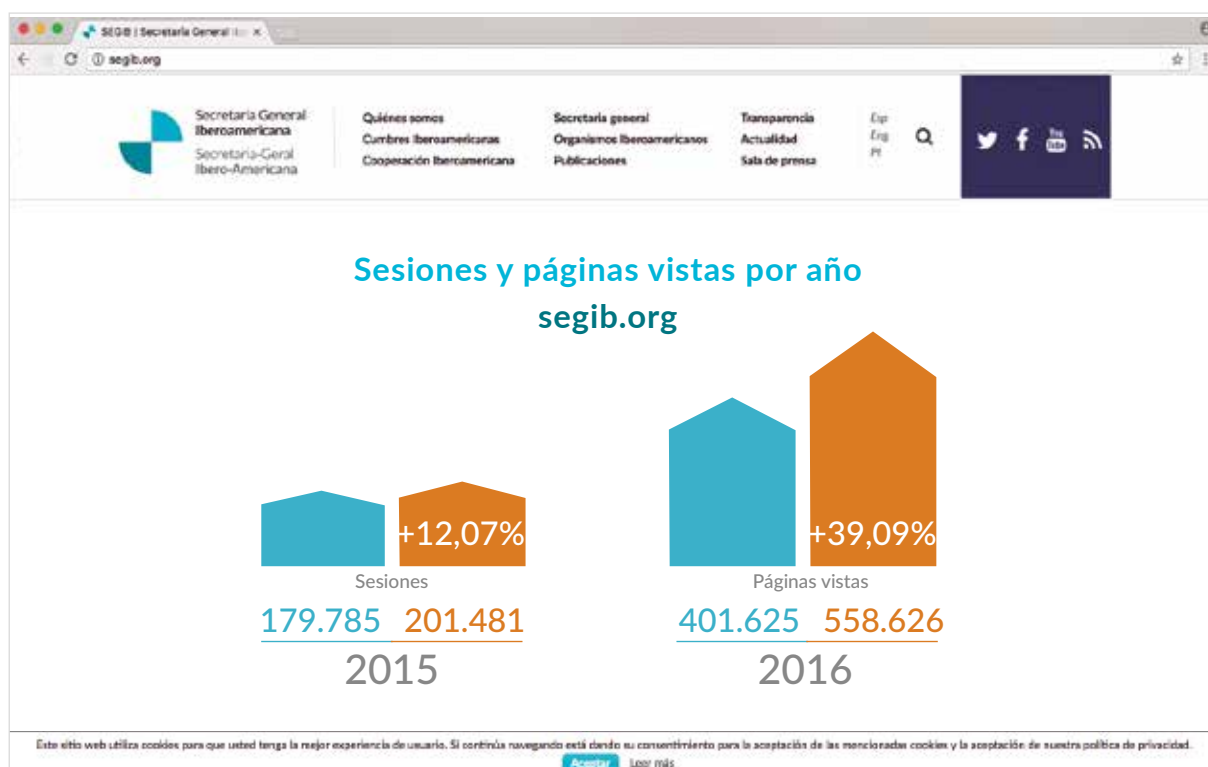 SEGIB | Secretaría General
segib.org
Secretaría General
Iberoamericana
Secretaria-Geral
Ibero-Americana
Quiénes somos
Cumbres Iberoamericanas
Cooperación Iberoamericana
Secretaria general
Organismos Iberoamericanos
Publicaciones
Transparencia
Actualidad
Sala de prensa
Esp
Eng
Pt
You
Tube
Sesiones y páginas vistas por año
segib.org
+12,07%
+39,09%
Sesiones
Páginas vistas
179.785 201.481
401.625 558.626
2015
2016
Este sitio web utiliza cookies para que usted tenga la mejor experiencia de usuario. Si continúa navegando está dando su consentimiento para la aceptación de las mencionadas cookies y la aceptación de nuestra política de privacidad.
Aceptar Leer más